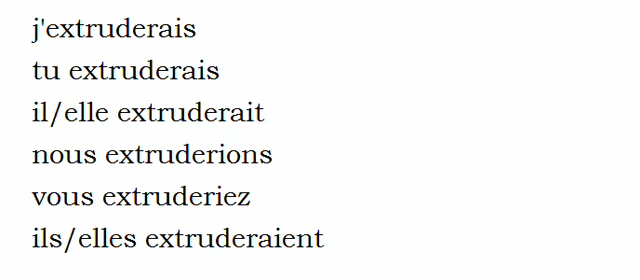 j'extruderais
tu extruderais
il/elle extruderait
nous extruderions
vous extruderiez
ils/elles extruderaient